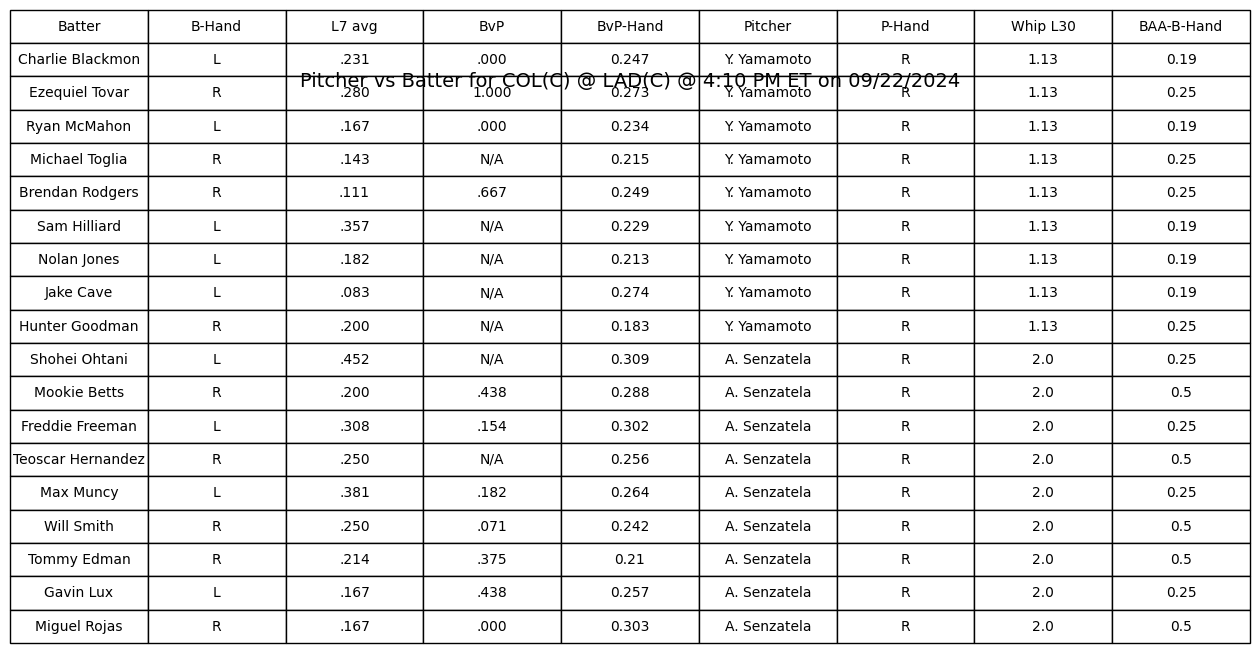 Batter B-Hand L7 avg BvP BvP-Hand Pitcher P-Hand Whip L30 BAA-B-Hand
Charlie Blackmon L .231 .000 0.247 Y. Yamamoto R 1.13 0.19
Pitcher vs Batter for COL(C) @ LAD(C) @ 4:10 PM ET on 09/22/2024
Ezequiel Tovar R .280 1.000 0.273 Y. Yamamoto R 1.13 0.25
Ryan McMahon L .167 .000 0.234 Y. Yamamoto R 1.13 0.19
Michael Toglia R .143 N/A 0.215 Y. Yamamoto R 1.13 0.25
Brendan Rodgers R .111 .667 0.249 Y. Yamamoto R 1.13 0.25
Sam Hilliard L .357 N/A 0.229 Y. Yamamoto R 1.13 0.19
Nolan Jones L .182 N/A 0.213 Y. Yamamoto R 1.13 0.19
Jake Cave L .083 N/A 0.274 Y. Yamamoto R 1.13 0.19
Hunter Goodman R .200 N/A 0.183 Y. Yamamoto R 1.13 0.25
Shohei Ohtani L .452 N/A 0.309 A. Senzatela R 2.0 0.25
Mookie Betts R .200 .438 0.288 A. Senzatela R 2.0 0.5
Freddie Freeman L .308 .154 0.302 A. Senzatela R 2.0 0.25
Teoscar Hernandez R .250 N/A 0.256 A. Senzatela R 2.0 0.5
Max Muncy L .381 .182 0.264 A. Senzatela R 2.0 0.25
Will Smith R .250 .071 0.242 A. Senzatela R 2.0 0.5
Tommy Edman R .214 .375 0.21 A. Senzatela R 2.0 0.5
Gavin Lux L .167 .438 0.257 A. Senzatela R 2.0 0.25
Miguel Rojas R .167 .000 0.303 A. Senzatela R 2.0 0.5